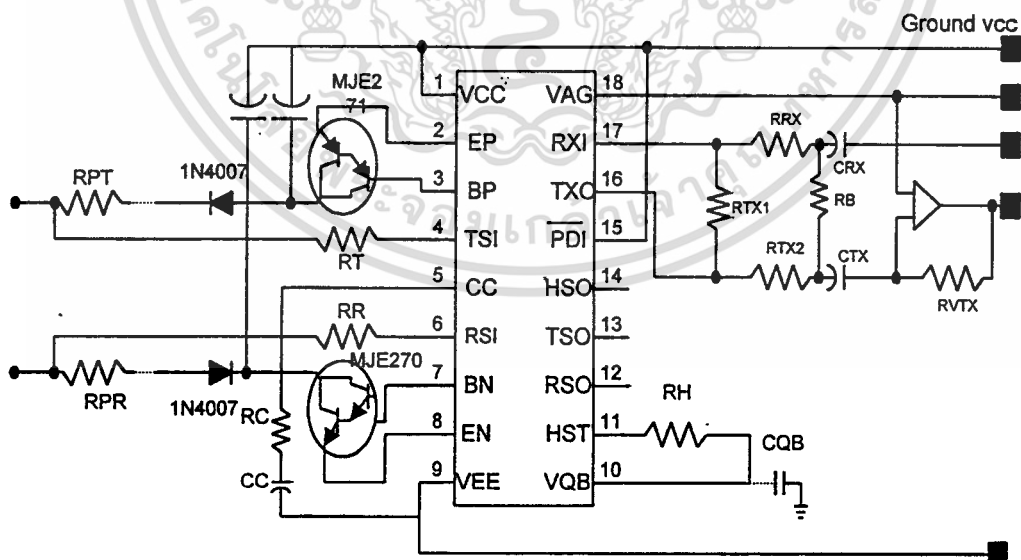 Ground vcc
MJE2
71
1 VCC VAG 18
2 EP RXI 17
3 BP TXO 16
4 TSI PDI 15
5 CC HSO 14
6 RSI TSO 13
7 BN RSO 12
8 EN HST 11
9 VEE VQB 10
RPT
1N4007
RT
RR
MJE270
RPR
1N4007
RC
CC
RRX
CRX
RTX1
RB
RTX2
CTX
RVTX
RH
CQB